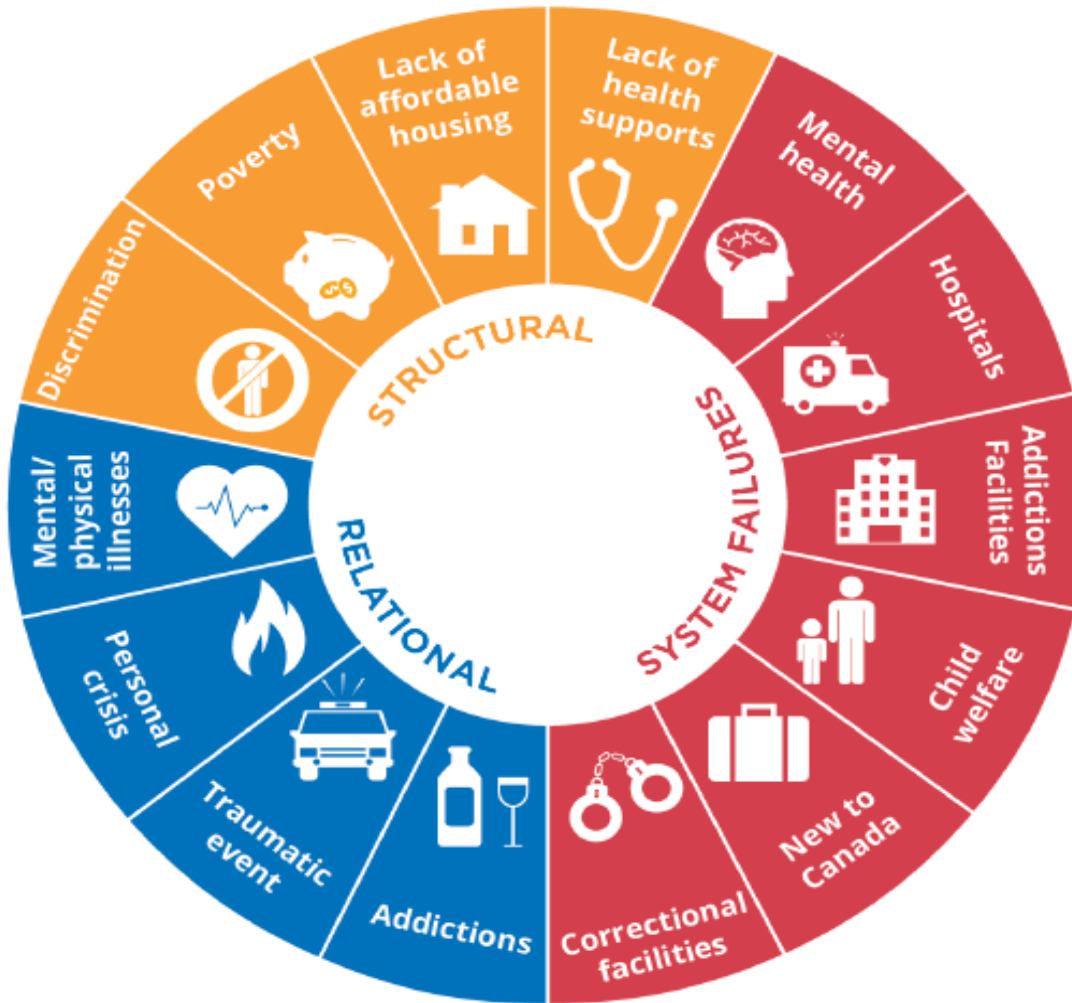 Lack of
affordable
housing
Lack of
health
supports
Mental
health
Hospitals
Addictions
Facilities
Child
welfare
New to
Canada
Correctional
facilities
Addictions
Traumatic
event
Personal
crisis
Mental/
physical
illnesses
Discrimination
Poverty
$ $
STRUCTURAL
SYSTEM FAILURES
RELATIONAL